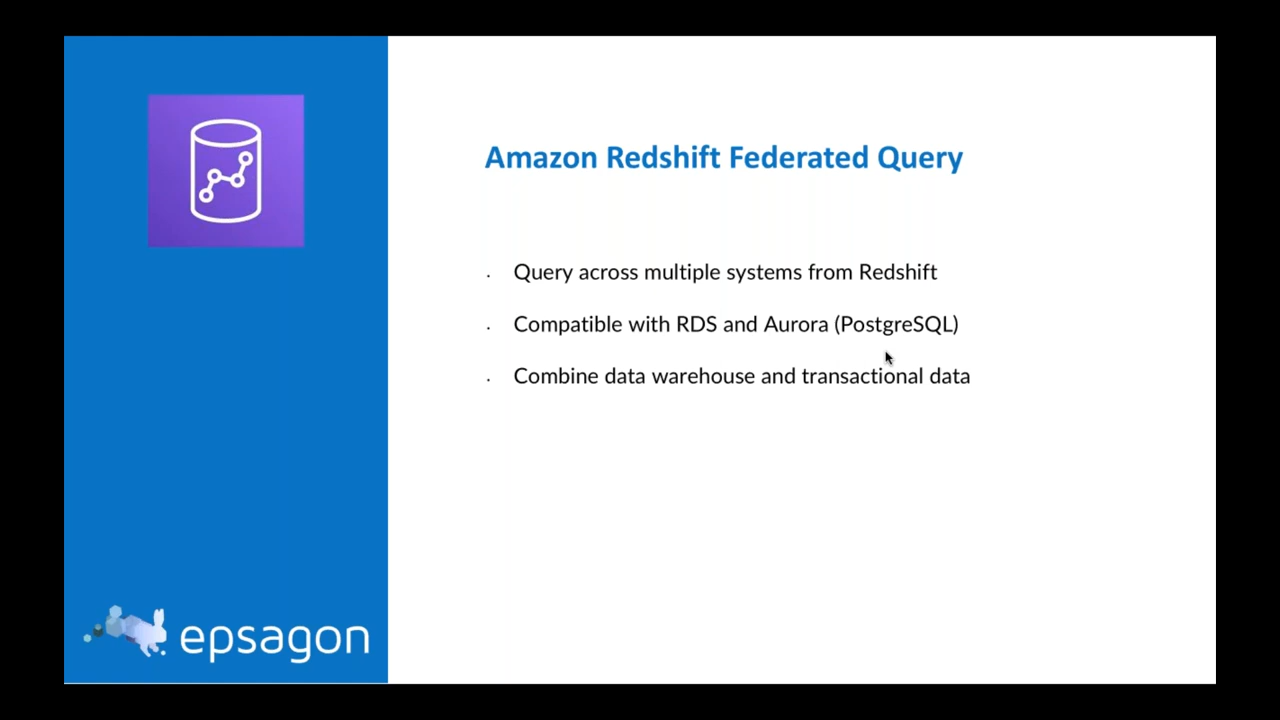 Amazon Redshift Federated Query
· Query across multiple systems from Redshift
· Compatible with RDS and Aurora (PostgreSQL)
· Combine data warehouse and transactional data
epsagon